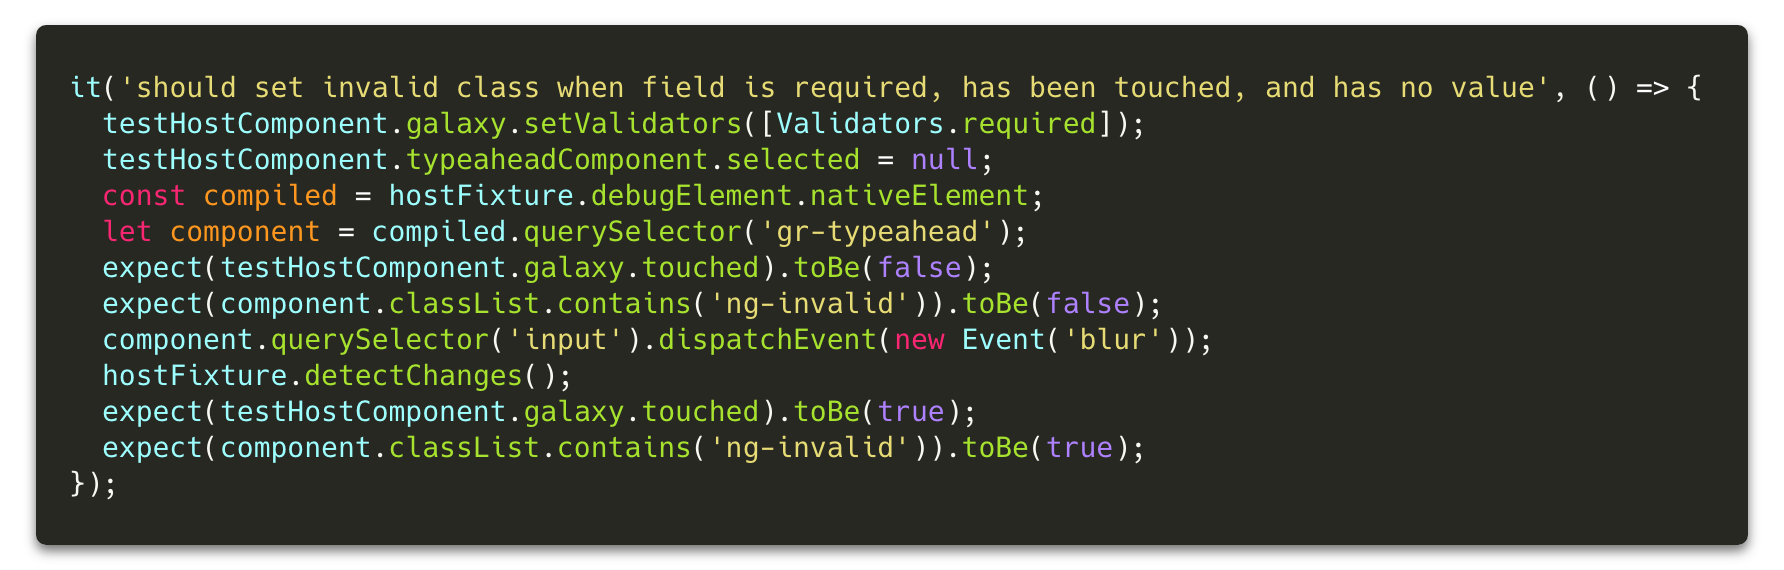 it('should set invalid class when field is required, has been touched, and has no value', () => {
  testHostComponent.galaxy.setValidators([Validators.required]);
  testHostComponent.typeaheadComponent.selected = null;
  const compiled = hostFixture.debugElement.nativeElement;
  let component = compiled.querySelector('gr-typeahead');
  expect(testHostComponent.galaxy.touched).toBe(false);
  expect(component.classList.contains('ng-invalid')).toBe(false);
  component.querySelector('input').dispatchEvent(new Event('blur'));
  hostFixture.detectChanges();
  expect(testHostComponent.galaxy.touched).toBe(true);
  expect(component.classList.contains('ng-invalid')).toBe(true);
});